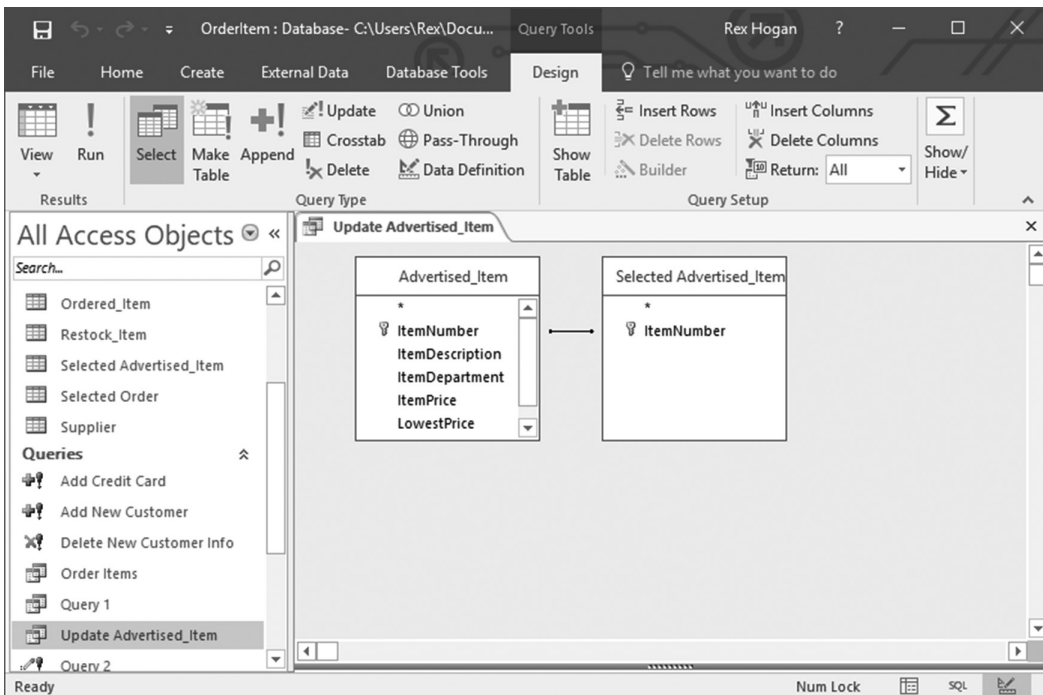 OrderItem : Database- C:\Users\Rex\Docu... Query Tools Rex Hogan ?
File Home Create External Data Database Tools Design Tell me what you want to do
View
Run
Select
Make Table
Append
Update
Crosstab
Delete
Union
Pass-Through
Data Definition
Show Table
Insert Rows
Delete Rows
Builder
Insert Columns
Delete Columns
Return: All
Σ
Show/
Hide
Results Query Type Query Setup
All Access Objects «
Search...
Ordered_Item
Restock_Item
Selected Advertised_Item
Selected Order
Supplier
Queries
Add Credit Card
Add New Customer
Delete New Customer Info
Order Items
Query 1
Update Advertised_Item
Query 2
Update Advertised_Item
Advertised_Item
*
ItemNumber
ItemDescription
ItemDepartment
ItemPrice
LowestPrice
Selected Advertised_Item
*
ItemNumber
Ready Num Lock SQL